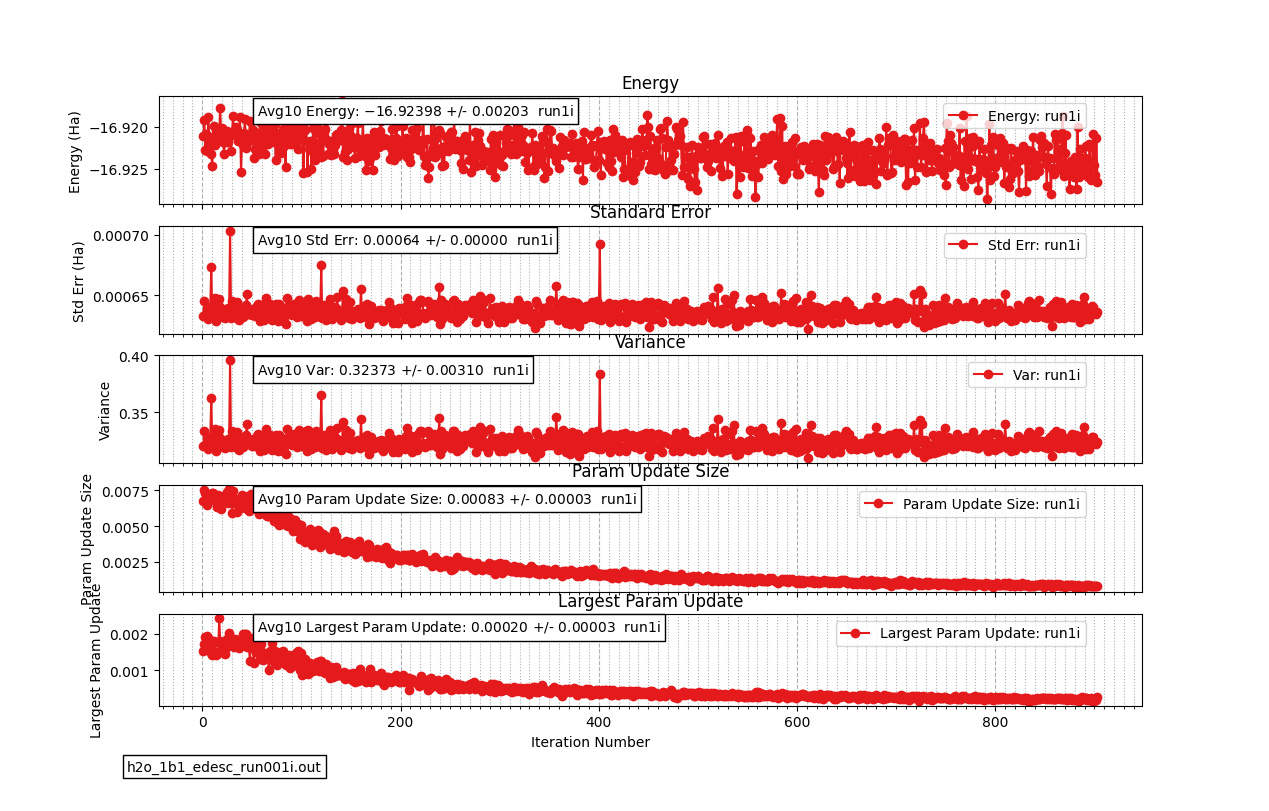 Energy
Avg10 Energy: −16.92398 +/- 0.00203  run1i
Energy: run1i
Energy (Ha)
−16.920
−16.925
Standard Error
Avg10 Std Err: 0.00064 +/- 0.00000  run1i
Std Err: run1i
Std Err (Ha)
0.00070
0.00065
Variance
Avg10 Var: 0.32373 +/- 0.00310  run1i
Var: run1i
Variance
0.40
0.35
Param Update Size
Avg10 Param Update Size: 0.00083 +/- 0.00003  run1i
Param Update Size: run1i
Param Update Size
0.0075
0.0050
0.0025
Largest Param Update
Avg10 Largest Param Update: 0.00020 +/- 0.00003  run1i
Largest Param Update: run1i
Largest Param Update
0.002
0.001
0 200 400 600 800
Iteration Number
h2o_1b1_edesc_run001i.out